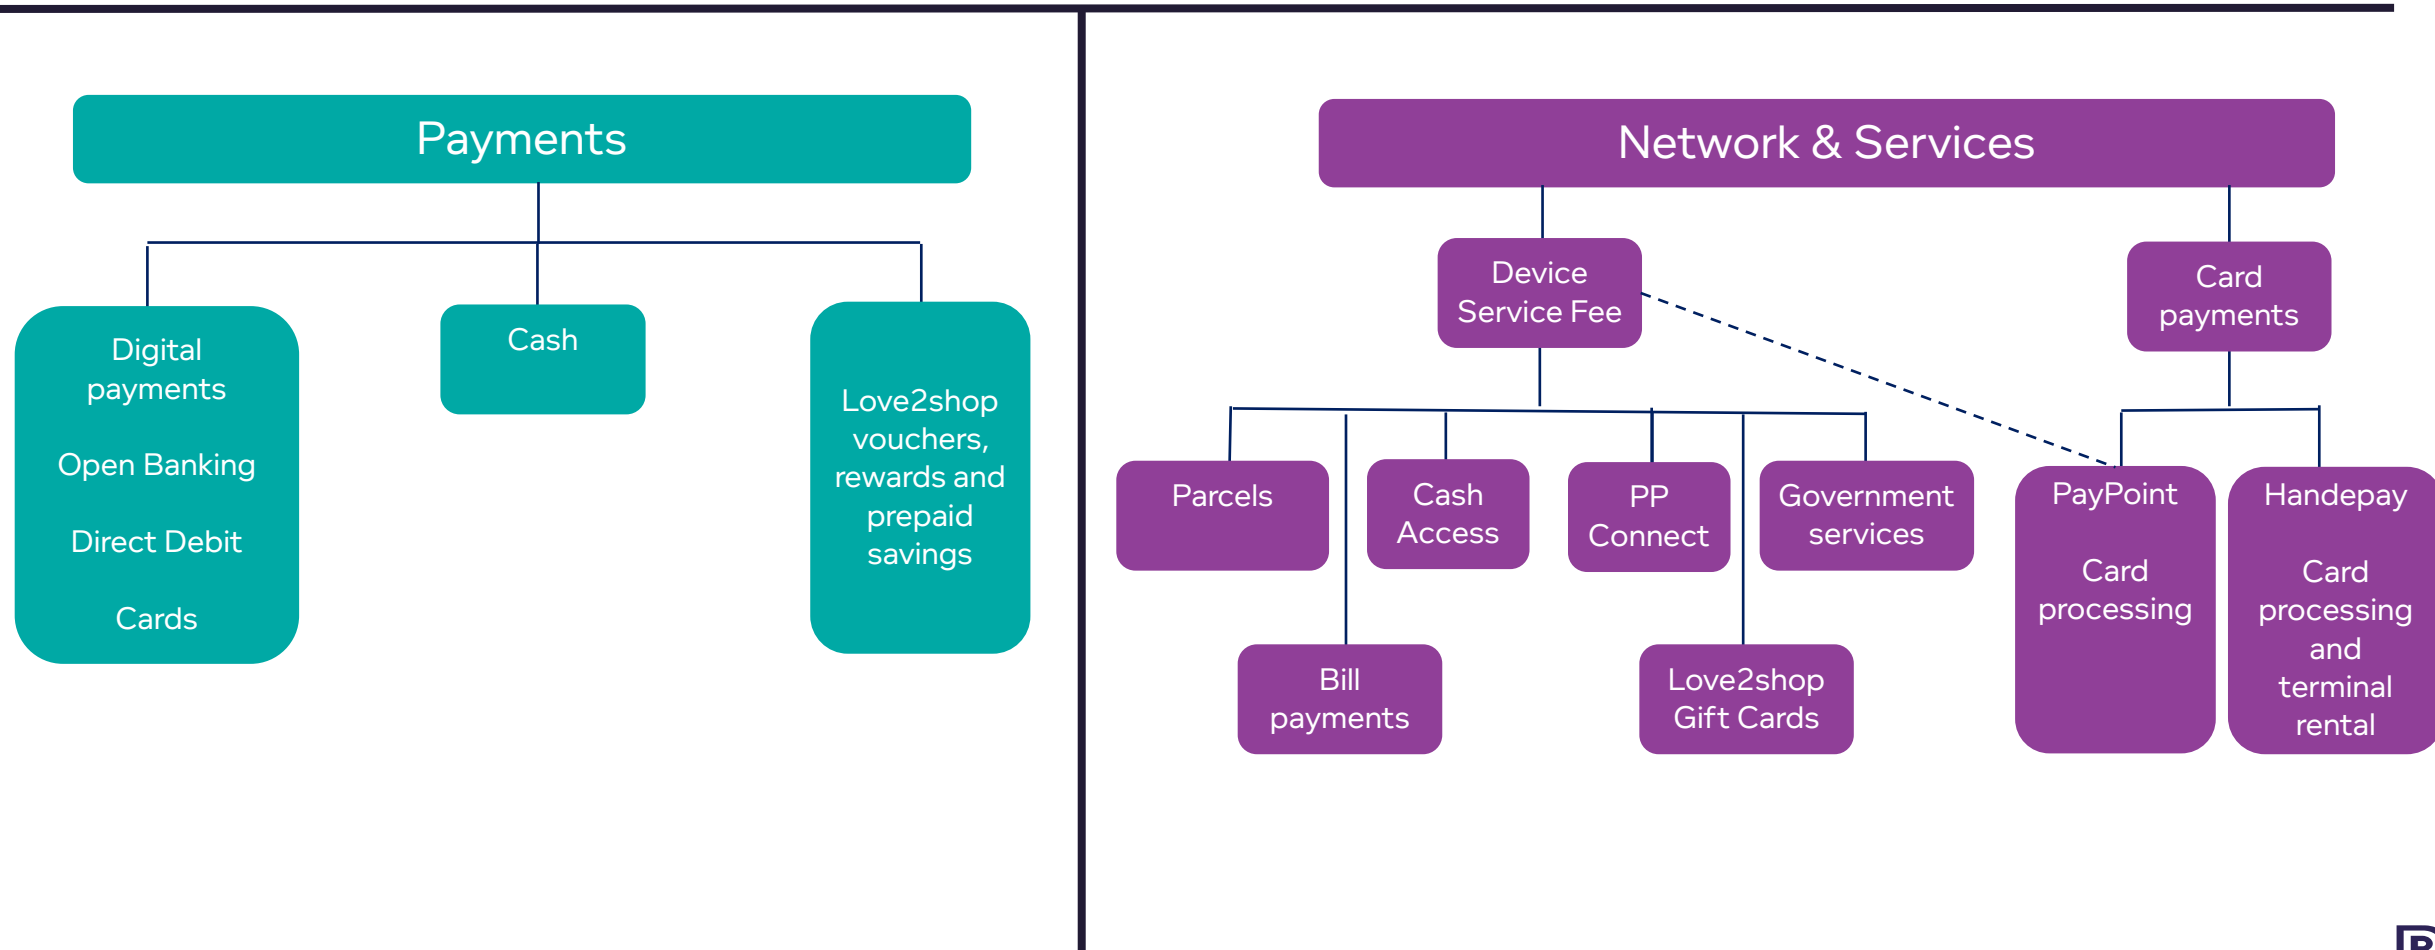 Payments
Digital
payments
Open Banking
Direct Debit
Cards
Cash
Love2shop
vouchers,
rewards and
prepaid
savings
Network & Services
Device
Service Fee
Card
payments
Parcels
Cash
Access
PP
Connect
Government
services
Bill
payments
Love2shop
Gift Cards
PayPoint
Card
processing
Handepay
Card
processing
and
terminal
rental